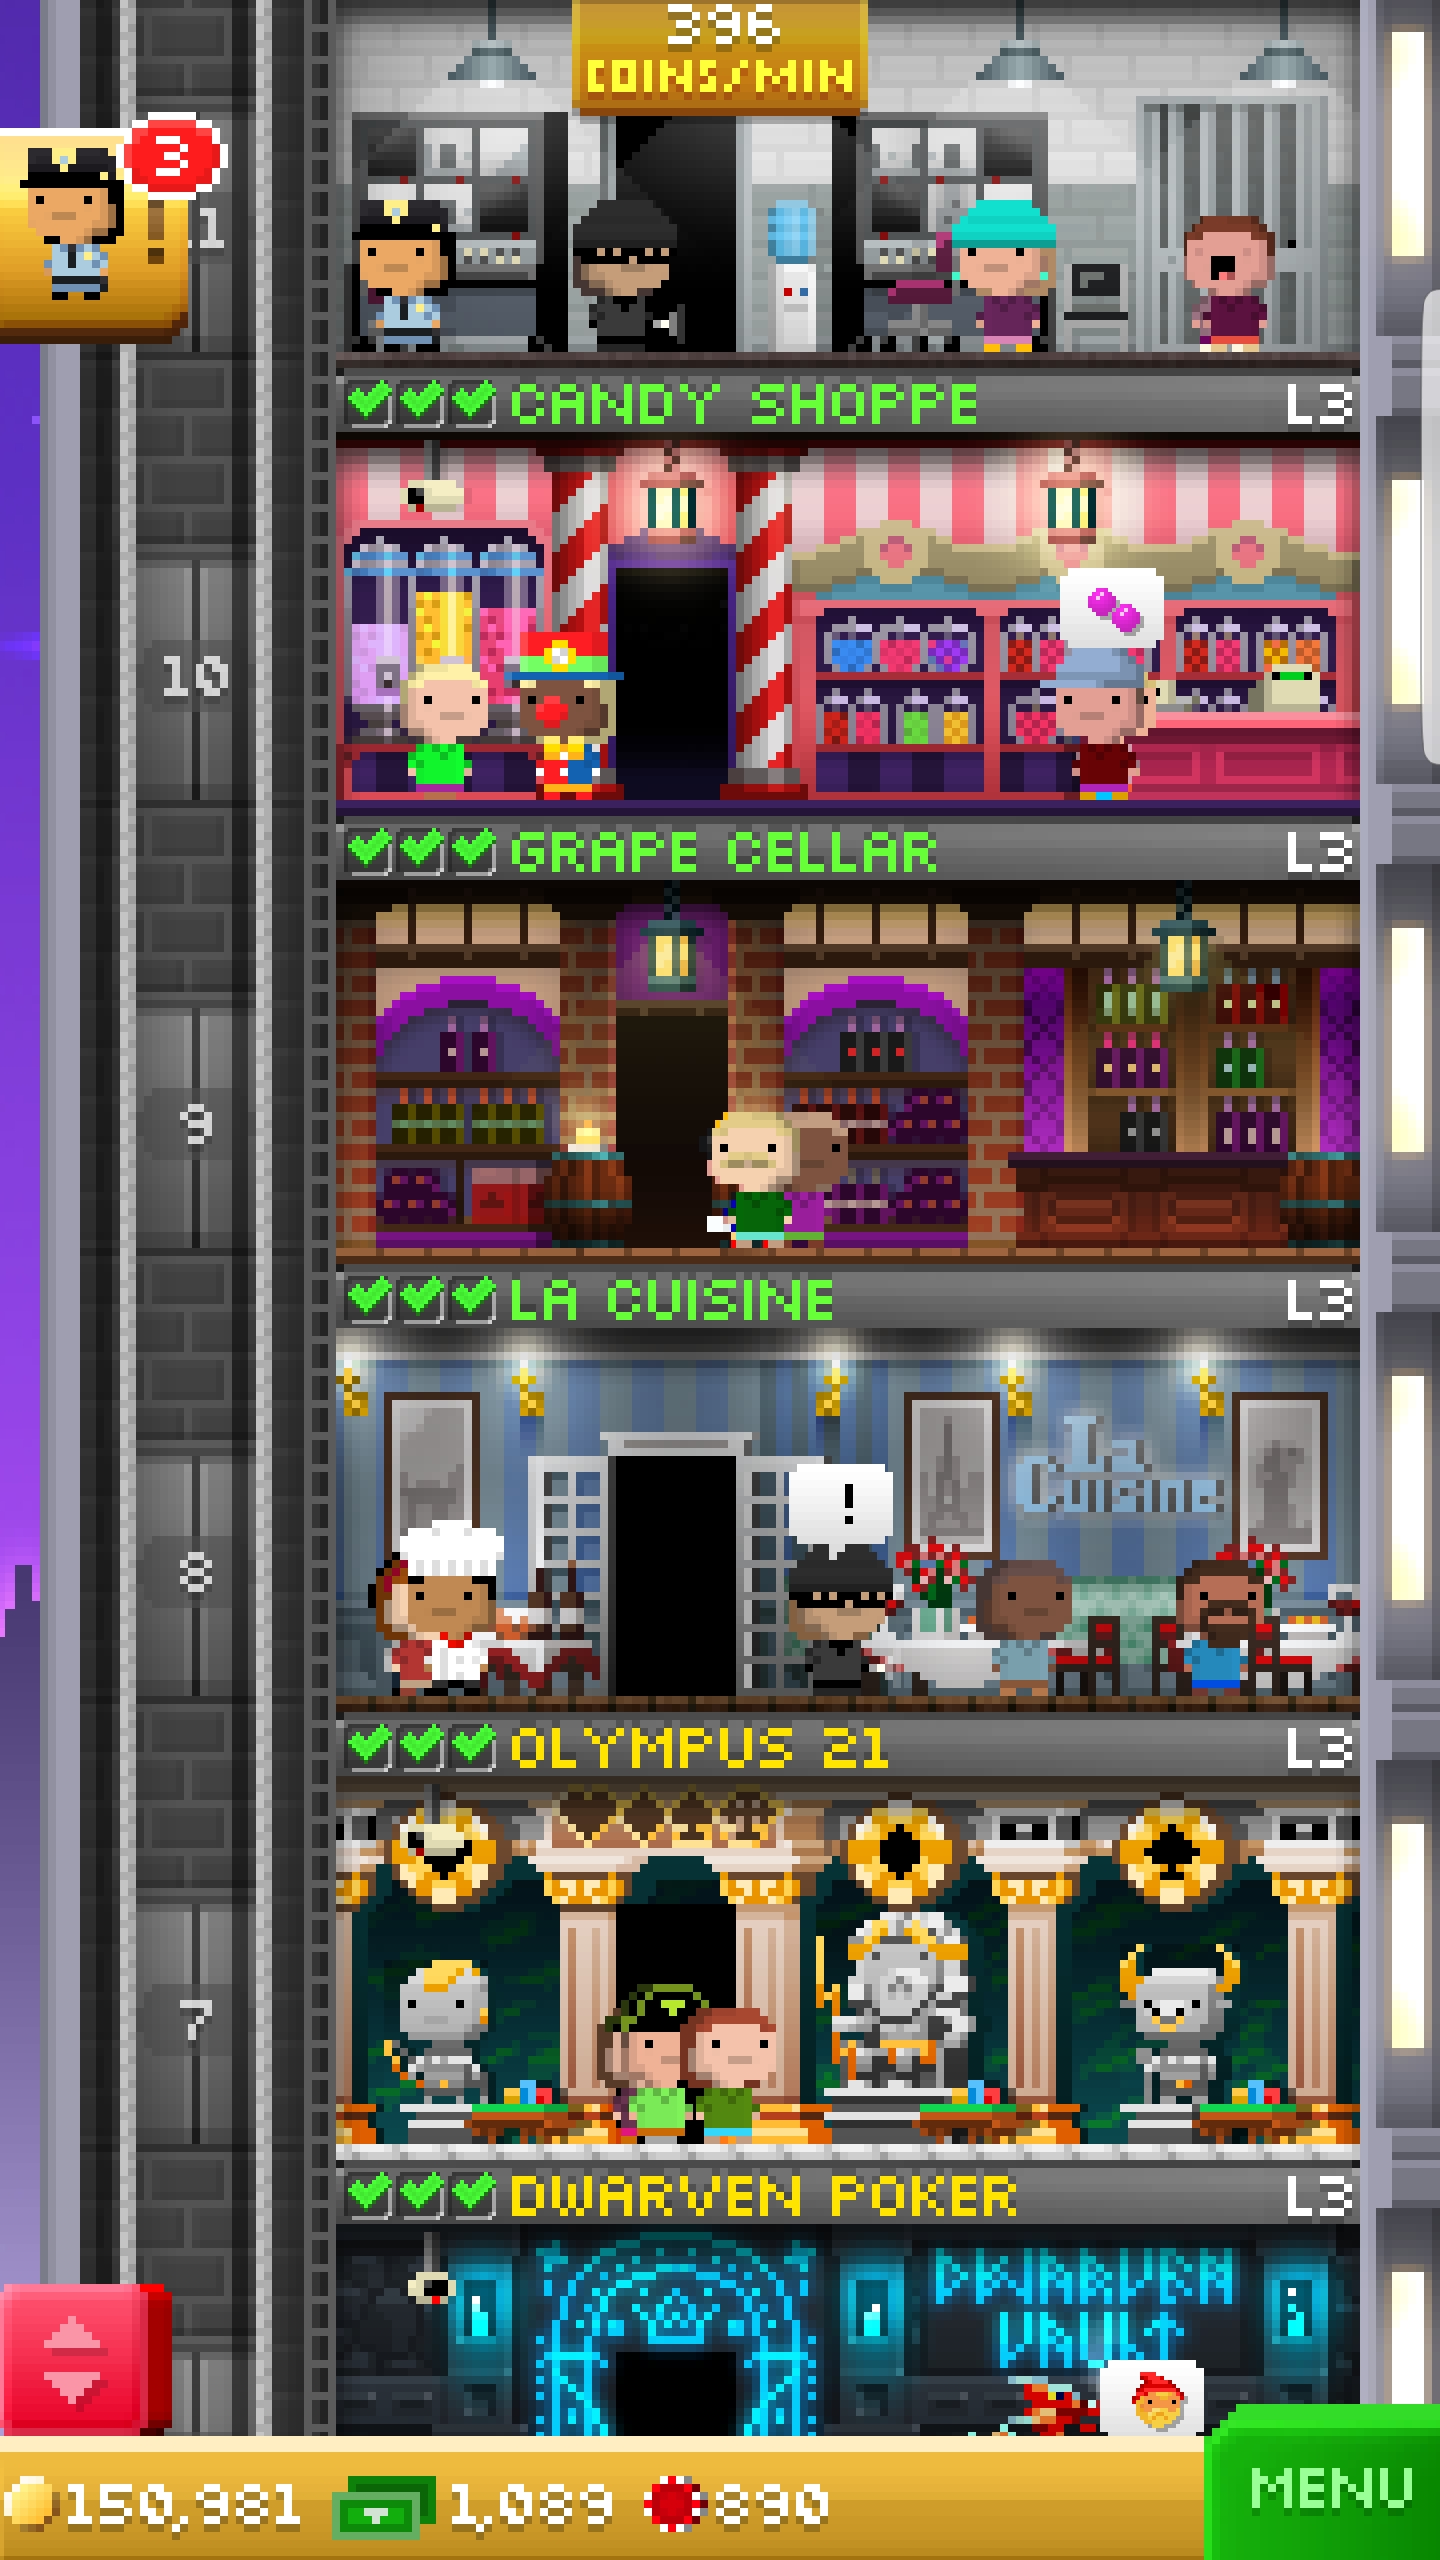 396
COINS/MIN
3
!
11
CANDY SHOPPE L3
10
GRAPE CELLAR L3
9
LA CUISINE L3
La
Cuisine
!
8
OLYMPUS 21 L3
7
DWARVEN POKER L3
DWARVEN
VAULT
150,981 1,089 890
MENU